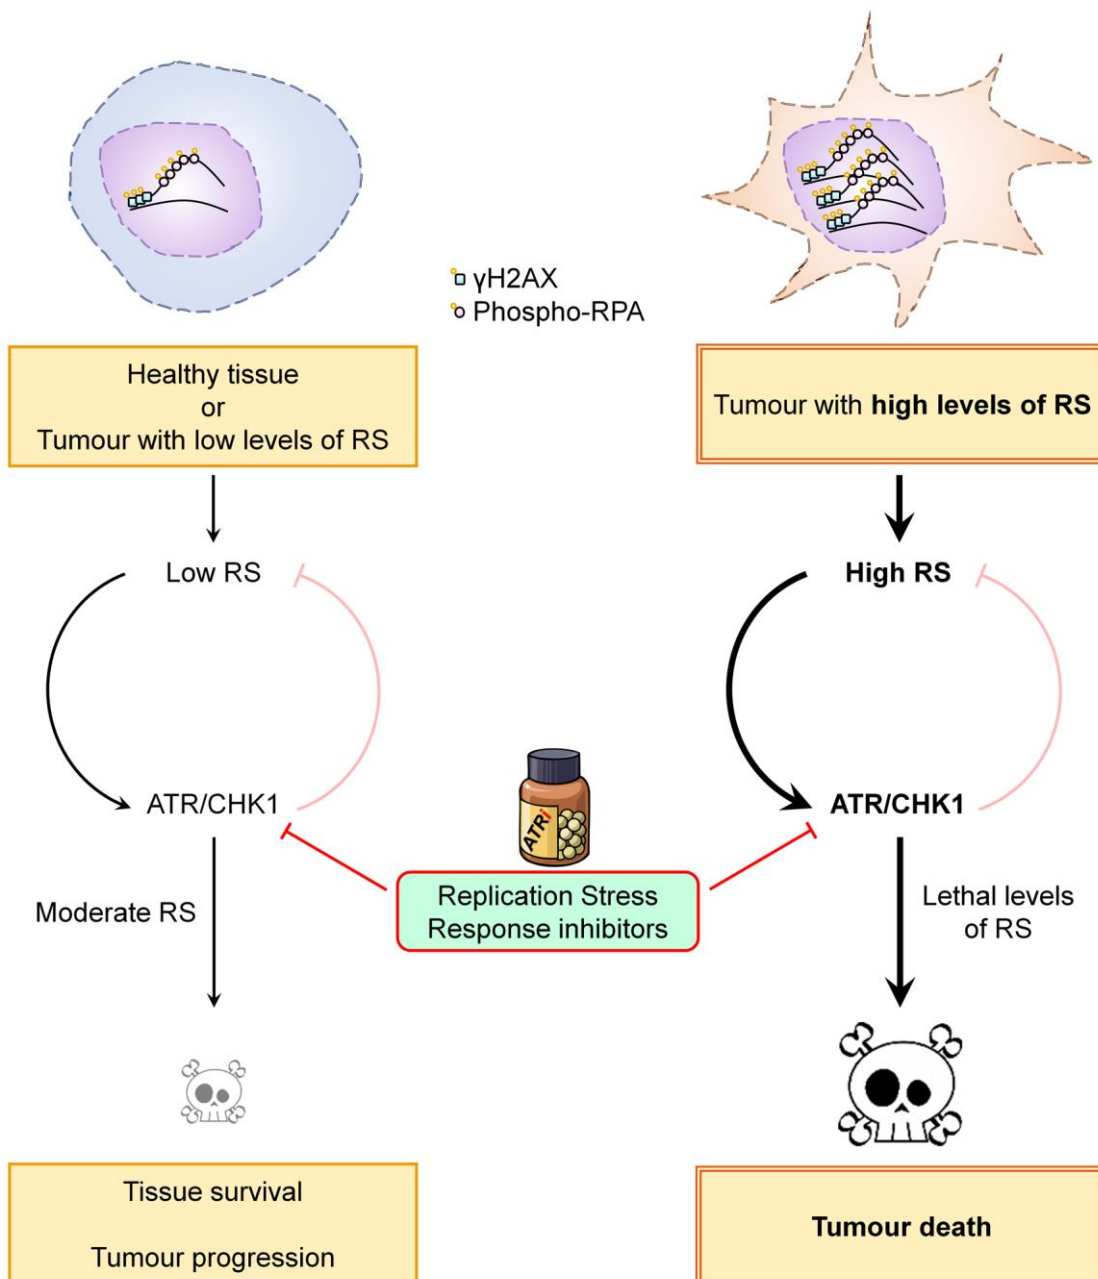 γH2AX
Phospho-RPA
Healthy tissue
or
Tumour with low levels of RS
Tumour with high levels of RS
Low RS
High RS
ATR/CHK1
ATR/CHK1
ATRi
Replication Stress
Response inhibitors
Moderate RS
Lethal levels
of RS
Tissue survival
Tumour progression
Tumour death